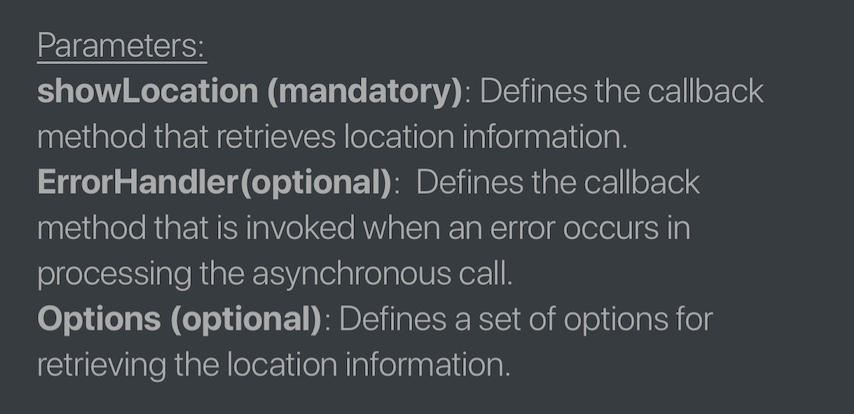 Parameters:
showLocation (mandatory): Defines the callback
method that retrieves location information.
ErrorHandler(optional):  Defines the callback
method that is invoked when an error occurs in
processing the asynchronous call.
Options (optional): Defines a set of options for
retrieving the location information.